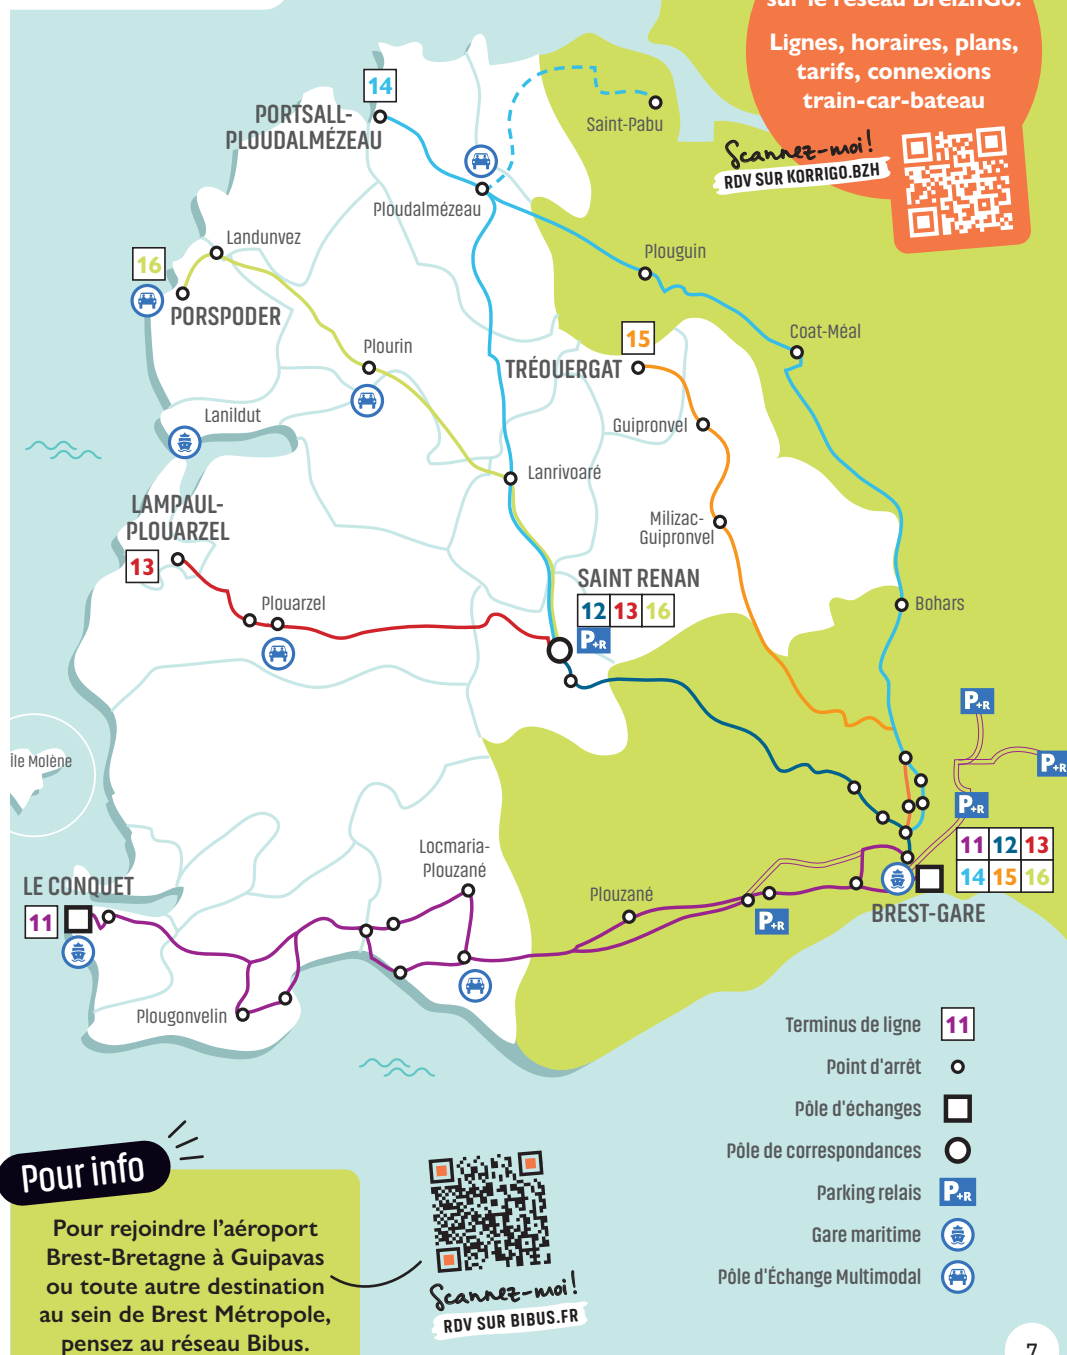 sur le réseau BreizhGo.
Lignes, horaires, plans,
tarifs, connexions
train-car-bateau
Scannez-moi!
RDV SUR KORRIGO.BZH
14
PORTSALL-
PLOUDALMÉZEAU
Saint-Pabu
Ploudalmézeau
Landunvez
16
PORSPODER
Plouguin
Coat-Méal
15
TRÉOUERGAT
Plourin
Lanildut
Guipronvel
Lanrivoaré
LAMPAUL-
PLOUARZEL
13
Milizac-
Guipronvel
SAINT RENAN
12 13 16
P+R
Plouarzel
Bohars
P+R
P+R
P+R
Île Molène
11 12 13
14 15 16
BREST-GARE
Locmaria-
Plouzané
Plouzané
P+R
LE CONQUET
11
Plougonvelin
Terminus de ligne 11
Point d'arrêt
Pôle d'échanges
Pôle de correspondances
Parking relais P+R
Gare maritime
Pôle d'Échange Multimodal
Pour info
Pour rejoindre l'aéroport
Brest-Bretagne à Guipavas
ou toute autre destination
au sein de Brest Métropole,
pensez au réseau Bibus.
Scannez-moi!
RDV SUR BIBUS.FR
7